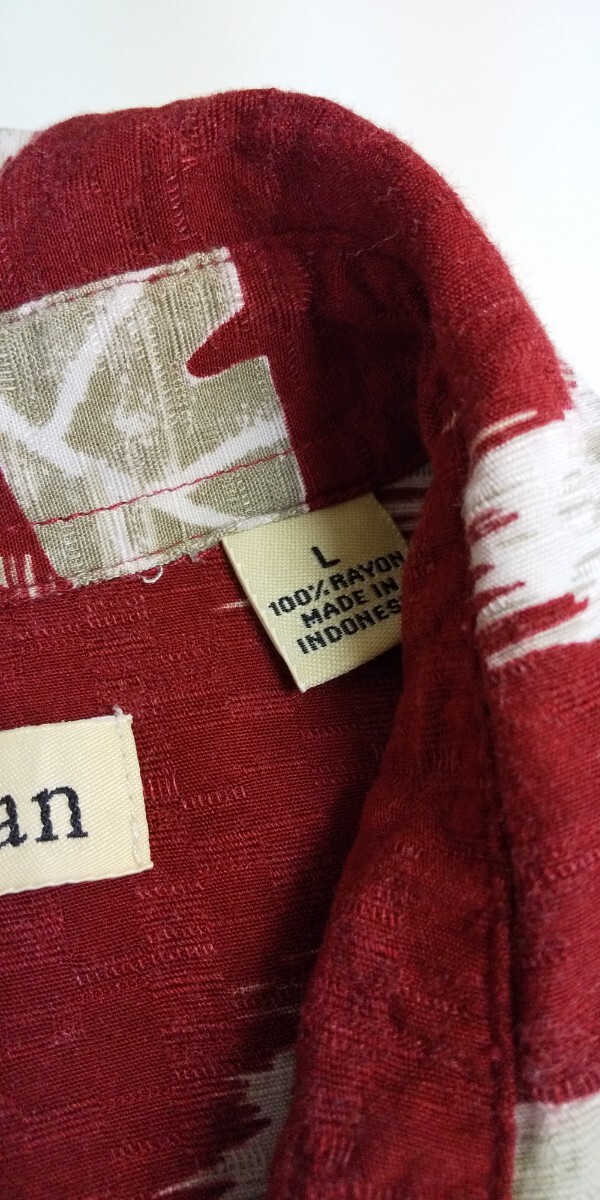 L
100% RAYON
MADE IN
INDONES
an